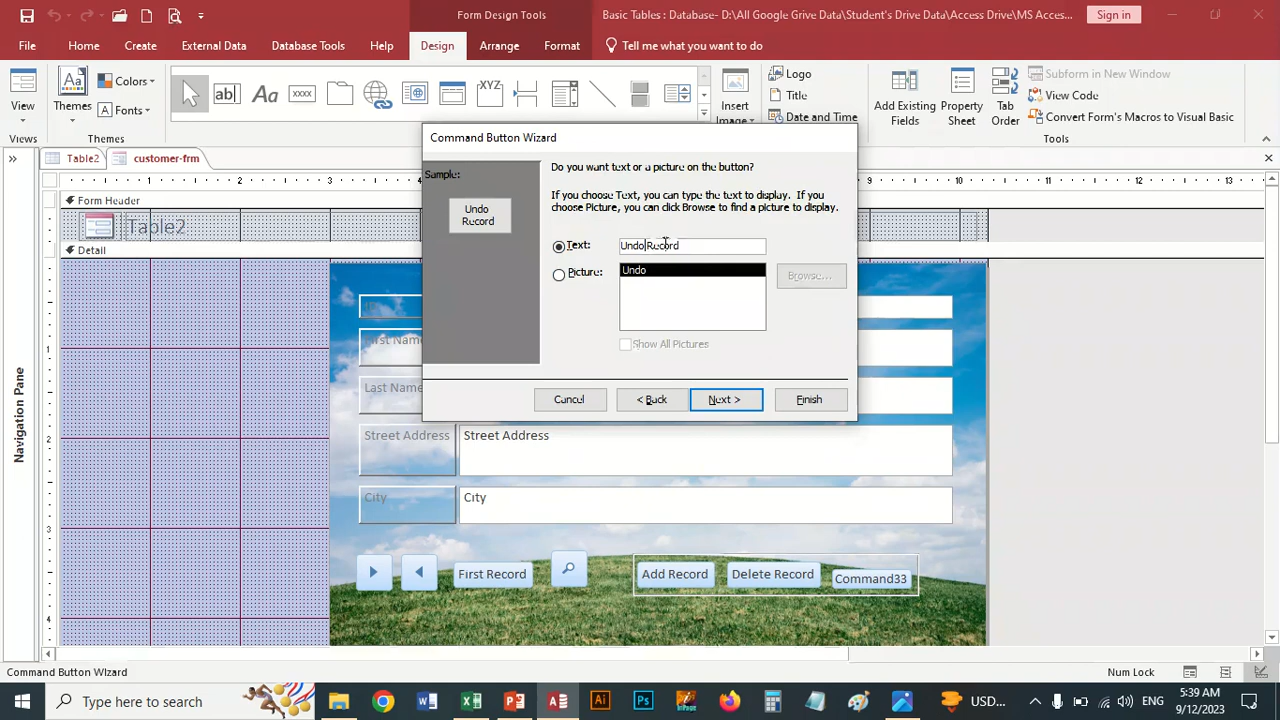 Form Design Tools
Basic Tables : Database- D:\All Google Grive Data\Student's Drive Data\Access Drive\MS Acces...
Sign in
File
Home
Create
External Data
Database Tools
Help
Design
Arrange
Format
Tell me what you want to do
View
Themes
Colors
Fonts
ab|
Aa
xxxx
XYZ
Insert
Image
Logo
Title
Date and Time
Add Existing
Fields
Property
Sheet
Tab
Order
Subform in New Window
View Code
Convert Form's Macros to Visual Basic
Views
Themes
Tools
Table2
customer-frm
Form Header
Table2
Detail
Navigation Pane
Command Button Wizard
Sample:
Undo
Record
Do you want text or a picture on the button?
If you choose Text, you can type the text to display. If you
choose Picture, you can click Browse to find a picture to display.
Text:
Undo Record
Picture:
Undo
Browse...
Show All Pictures
Cancel
< Back
Next >
Finish
First Name
Last Name
Street Address
Street Address
City
City
First Record
Add Record
Delete Record
Command33
Command Button Wizard
Num Lock
Type here to search
USD...
ENG
5:39 AM
9/12/2023